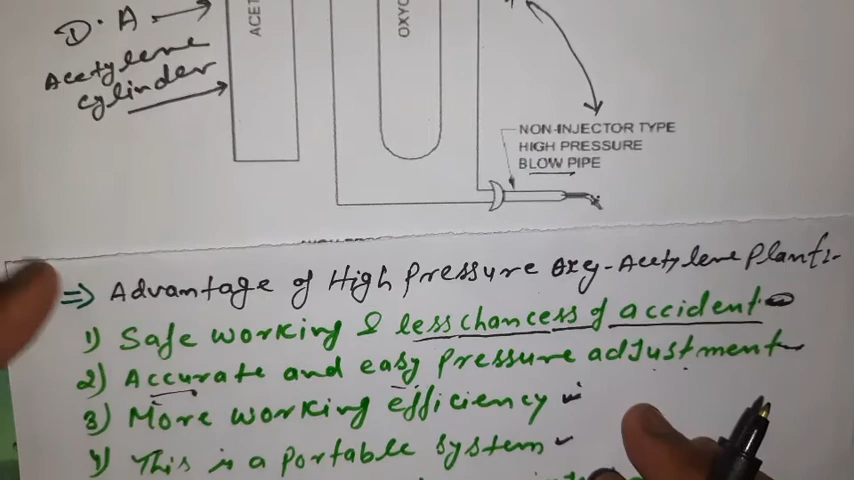 D.A
Acetylene
cylinder
ACET
OXYG
NON-INJECTOR TYPE
HIGH PRESSURE
BLOW PIPE
⇒ Advantage of High Pressure Oxy-Acetylene Plant:-
1) Safe working & less chancess of accident
2) Accurate and easy pressure adjustment
3) More working efficiency
4) This is a portable system